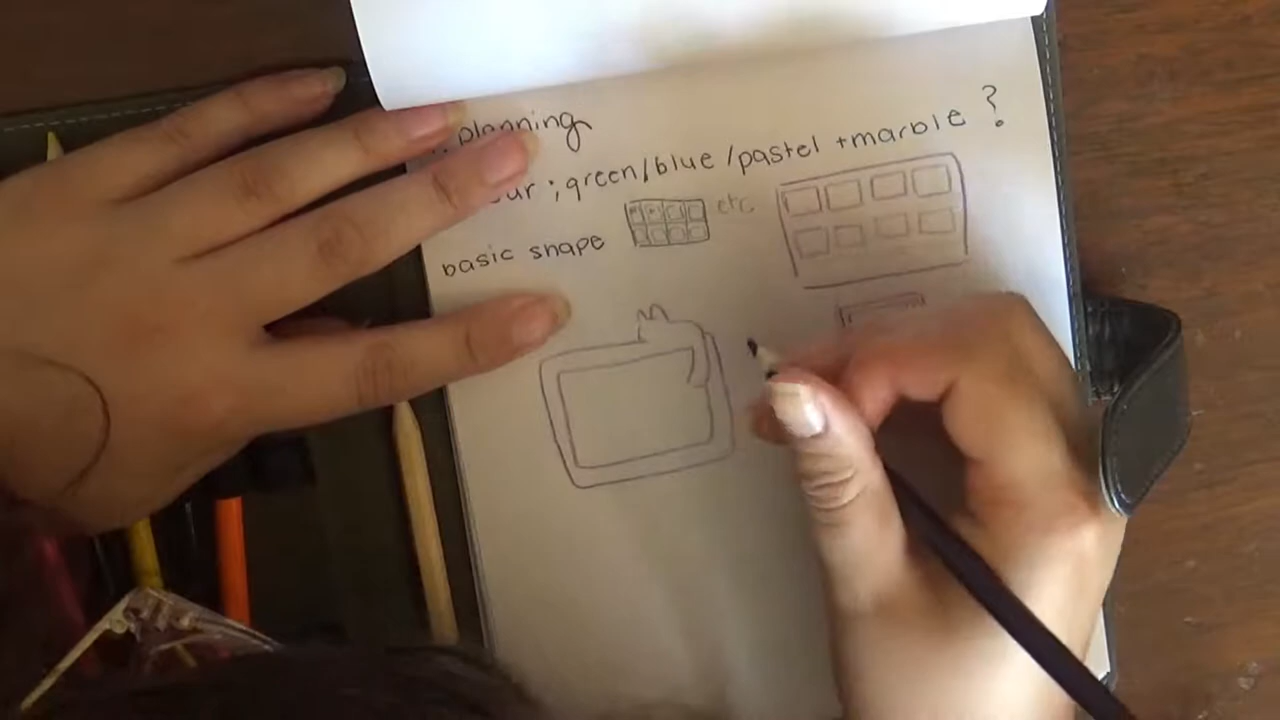 planning
; green/blue/pastel +marble ?
etc
basic shape